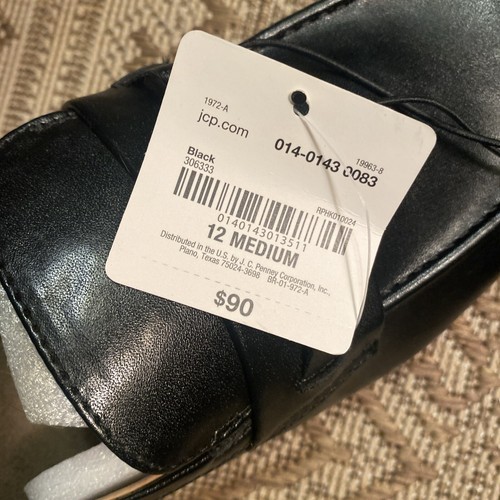 1972-A
jcp.com
19963-8
014-0143 0083
Black
306333
RPHK010024
0140143013511
12 MEDIUM
Distributed in the U.S. by J. C. Penney Corporation, Inc.,
Plano, Texas 75024-3698 BR-01-972-A
$90